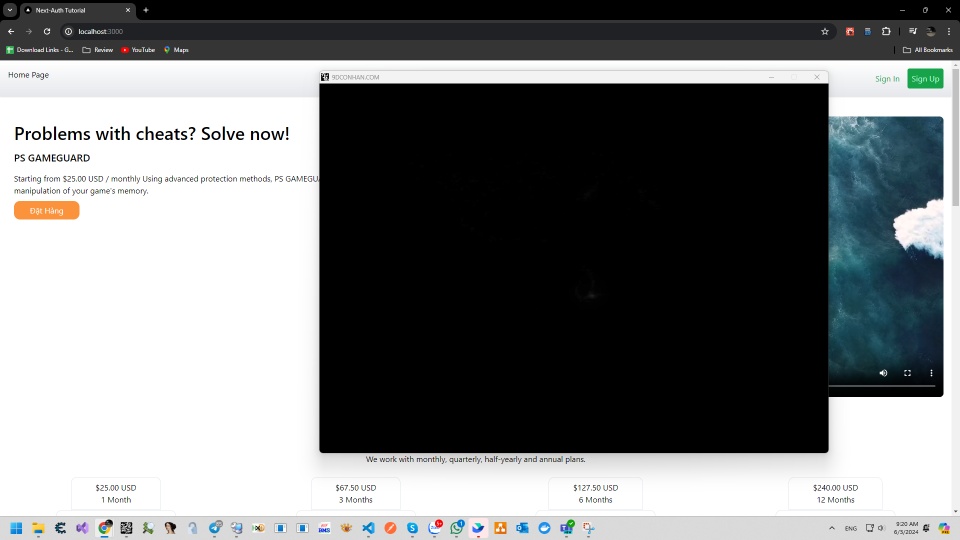 Next-Auth Tutorial
localhost:3000
Download Links - G...
Review
YouTube
Maps
All Bookmarks
Home Page
9DCONHAN.COM
Sign In
Sign Up
Problems with cheats? Solve now!
PS GAMEGUARD
Starting from $25.00 USD / monthly Using advanced protection methods, PS GAMEGU
manipulation of your game's memory.
Đặt Hàng
We work with monthly, quarterly, half-yearly and annual plans.
$25.00 USD
1 Month
$67.50 USD
3 Months
$127.50 USD
6 Months
$240.00 USD
12 Months
ENG
9:20 AM
6/3/2024